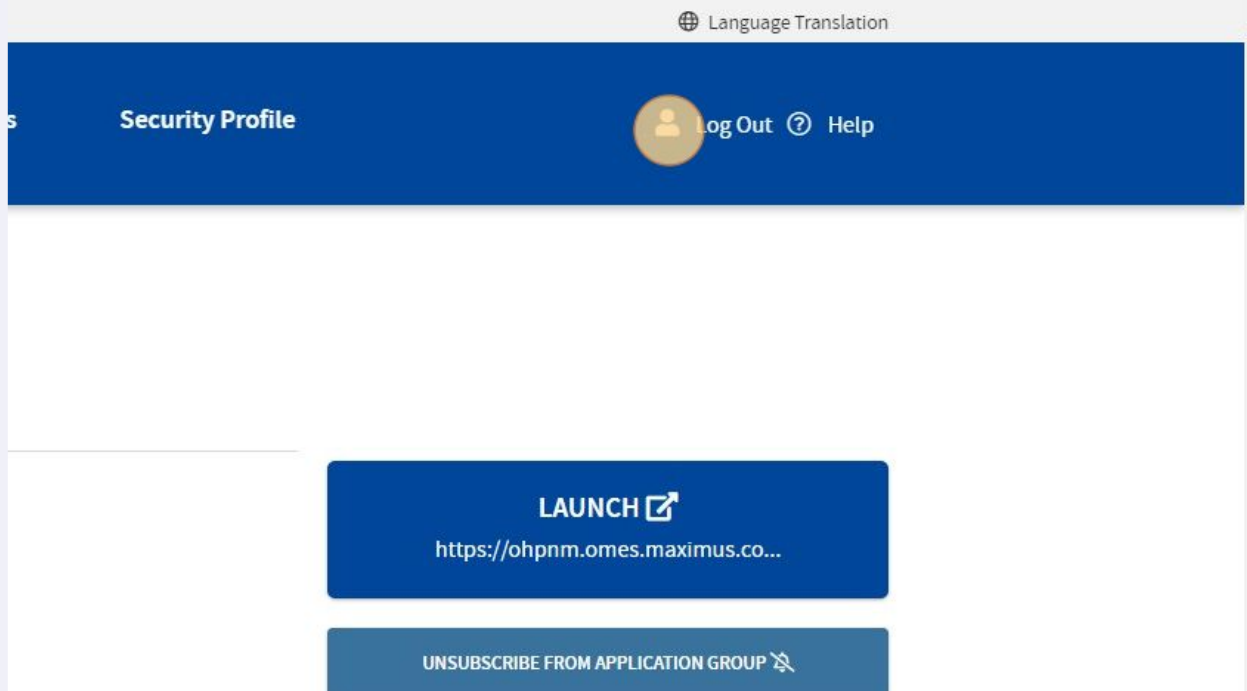 Language Translation
s Security Profile Log Out Help
LAUNCH
https://ohpnm.omes.maximus.co...
UNSUBSCRIBE FROM APPLICATION GROUP